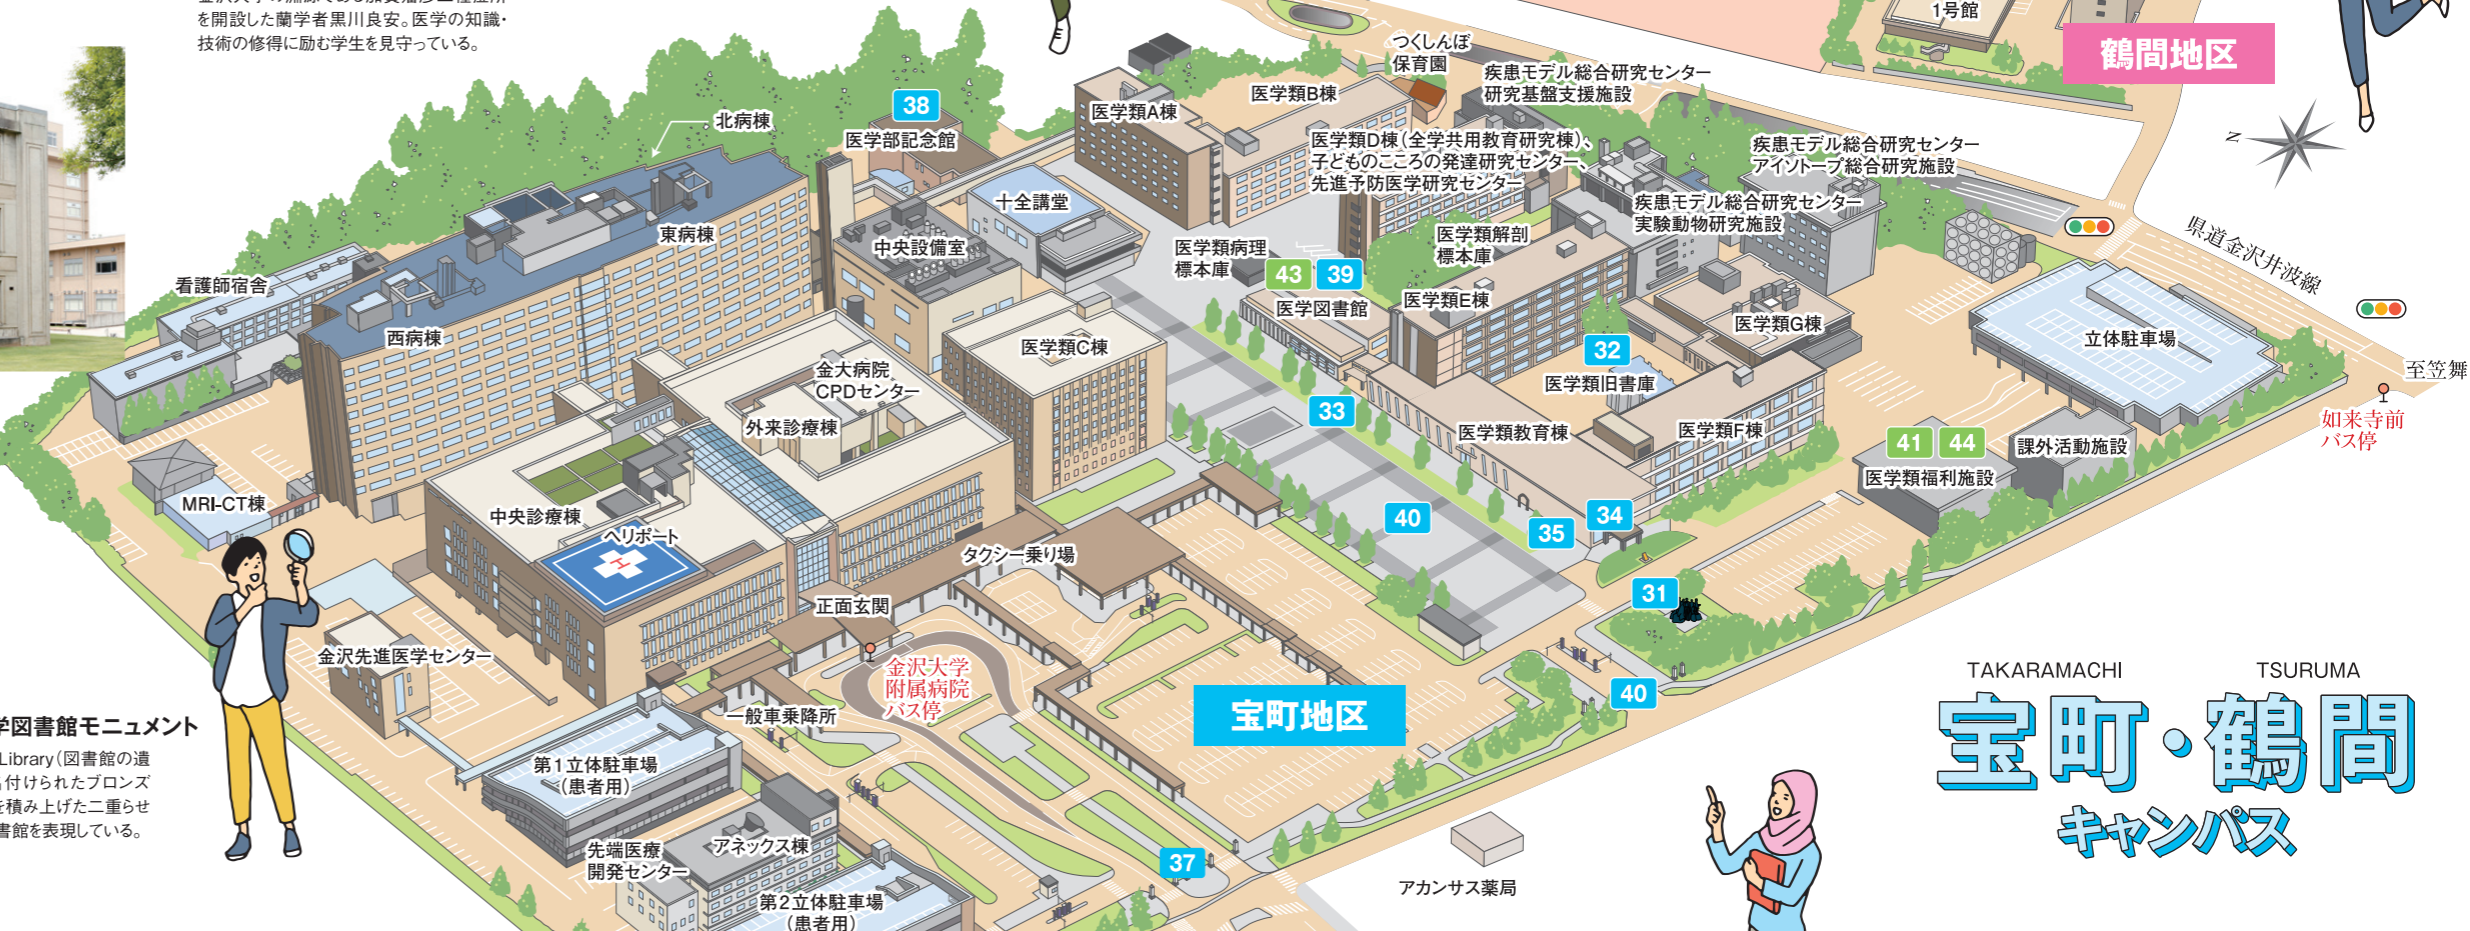 を開設した蘭学者黒川良安。医学の知識・
技術の修得に励む学生を見守っている。
1号館
鶴間地区
つくしんぼ
保育園
疾患モデル総合研究センター
研究基盤支援施設
医学類A棟
医学類B棟
38
医学部記念館
北病棟
医学類D棟(全学共用教育研究棟)、
子どものこころの発達研究センター、
先進予防医学研究センター
疾患モデル総合研究センター
アイソトープ総合研究施設
N
十全講堂
疾患モデル総合研究センター
実験動物研究施設
県道金沢井波線
東病棟
中央設備室
医学類病理
標本庫
医学類解剖
標本庫
43
39
看護師宿舎
医学図書館
医学類E棟
医学類G棟
西病棟
医学類C棟
立体駐車場
32
至笠舞
金大病院
CPDセンター
医学類旧書庫
33
如来寺前
バス停
外来診療棟
医学類教育棟
医学類F棟
41
44
課外活動施設
医学類福利施設
MRI-CT棟
中央診療棟
40
34
35
ヘリポート
H
タクシー乗り場
31
正面玄関
金沢先進医学センター
金沢大学
附属病院
バス停
TAKARAMACHI
TSURUMA
宝町・鶴間
キャンパス
40
宝町地区
一般車乗降所
学図書館モニュメント
Library(図書館の遺
付けられたブロンズ
を積み上げた二重らせ
書館を表現している。
第1立体駐車場
(患者用)
先端医療
開発センター
アネックス棟
37
アカンサス薬局
第2立体駐車場
(患者用)